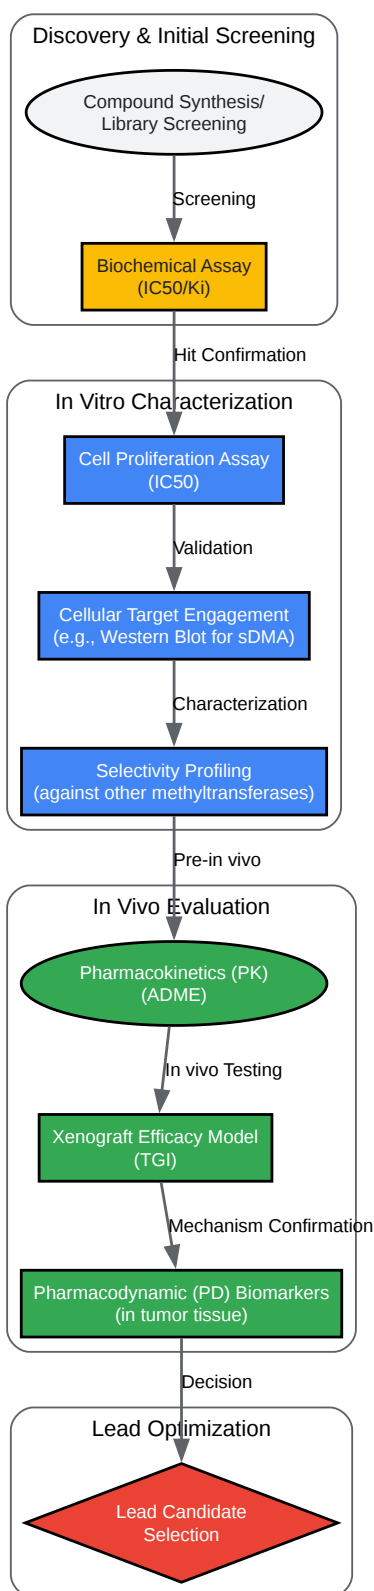 Discovery & Initial Screening
Compound Synthesis/
Library Screening
Screening
Biochemical Assay
(IC50/Ki)
Hit Confirmation
In Vitro Characterization
Cell Proliferation Assay
(IC50)
Validation
Cellular Target Engagement
(e.g., Western Blot for sDMA)
Characterization
Selectivity Profiling
(against other methyltransferases)
Pre-in vivo
In Vivo Evaluation
Pharmacokinetics (PK)
(ADME)
In vivo Testing
Xenograft Efficacy Model
(TGI)
Mechanism Confirmation
Pharmacodynamic (PD) Biomarkers
(in tumor tissue)
Decision
Lead Optimization
Lead Candidate
Selection